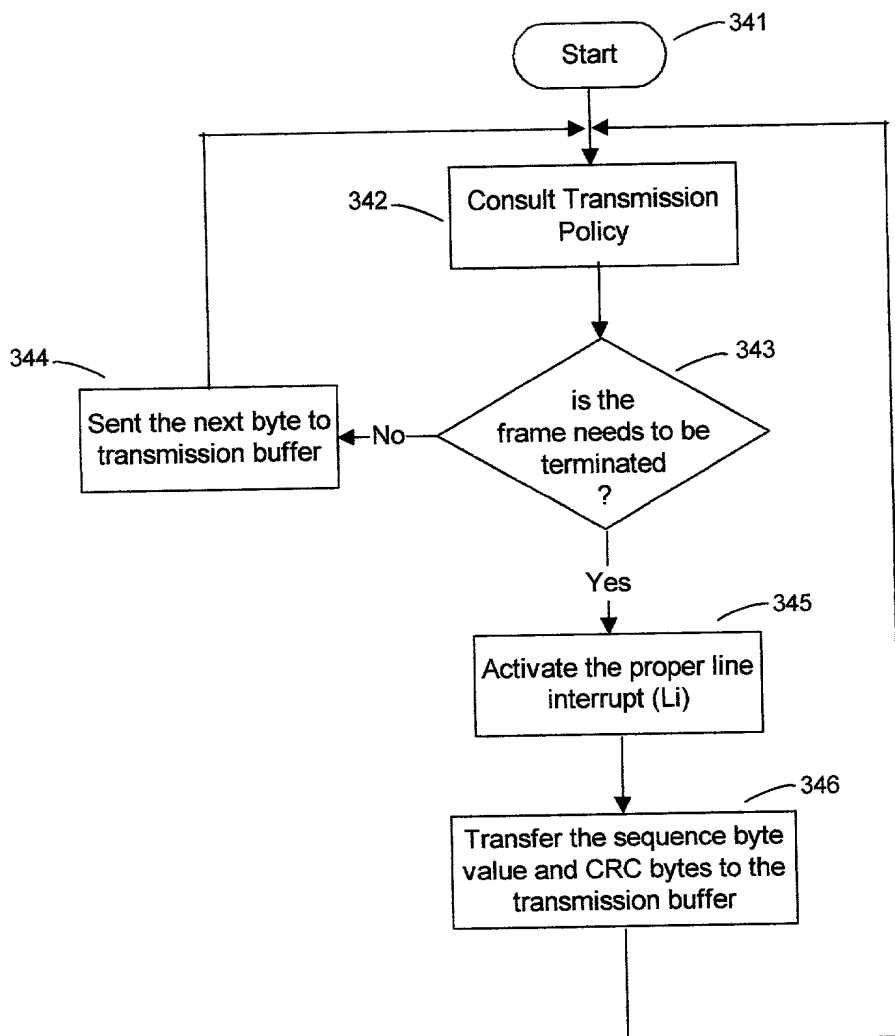 341
Start
342
Consult Transmission
Policy
343
is the
frame needs to be
terminated
?
344
Sent the next byte to
transmission buffer
No
Yes
345
Activate the proper line
interrupt (Li)
346
Transfer the sequence byte
value and CRC bytes to the
transmission buffer